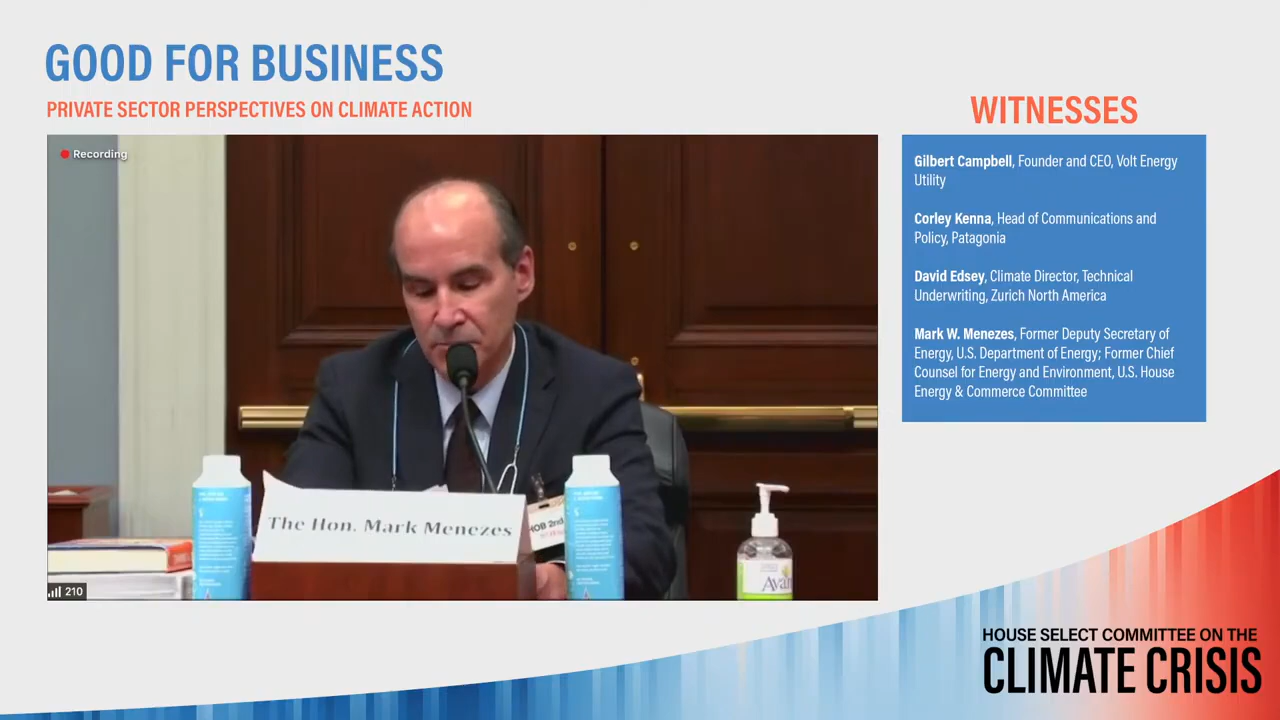 GOOD FOR BUSINESS
PRIVATE SECTOR PERSPECTIVES ON CLIMATE ACTION
Recording
The Hon. Mark Menezes
HOB 2nd
Avan
210
WITNESSES
Gilbert Campbell, Founder and CEO, Volt Energy
Utility
Corley Kenna, Head of Communications and
Policy, Patagonia
David Edsey, Climate Director, Technical
Underwriting, Zurich North America
Mark W. Menezes, Former Deputy Secretary of
Energy, U.S. Department of Energy; Former Chief
Counsel for Energy and Environment, U.S. House
Energy & Commerce Committee
HOUSE SELECT COMMITTEE ON THE
CLIMATE CRISIS